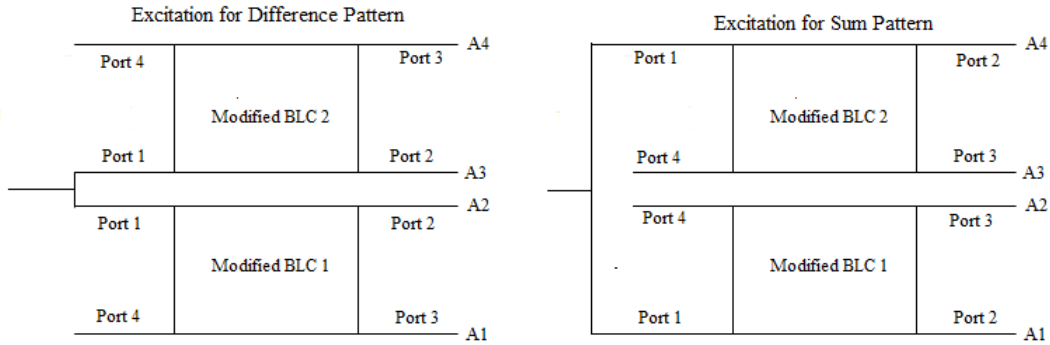 Excitation for Difference Pattern
Port 4
Port 3
A4
Modified BLC 2
Port 1
Port 2
A3
A2
Port 1
Port 2
Modified BLC 1
Port 4
Port 3
A1
Excitation for Sum Pattern
A4
Port 1
Port 2
Modified BLC 2
Port 4
Port 3
A3
A2
Port 4
Port 3
Modified BLC 1
Port 1
Port 2
A1